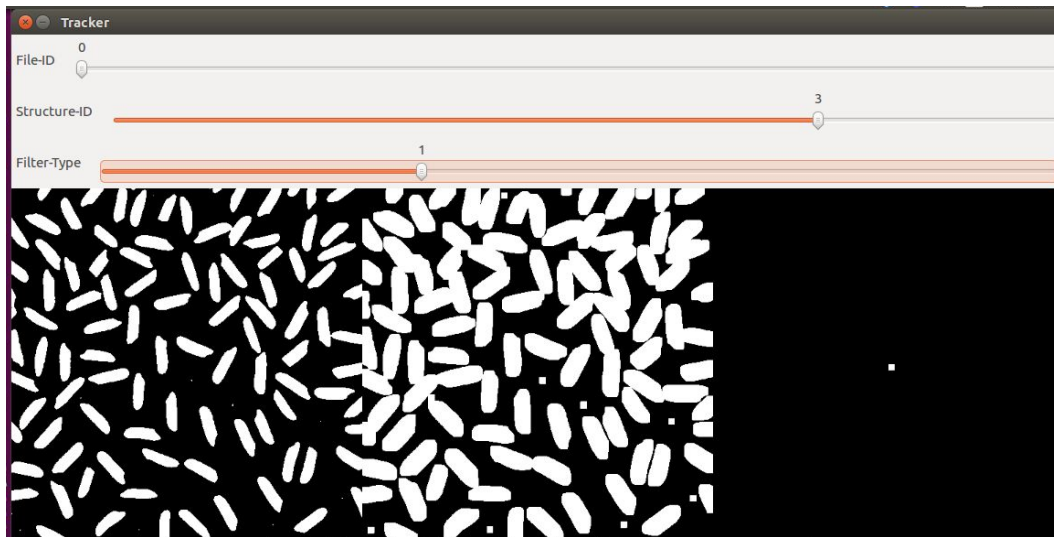 Tracker
0
File-ID
3
Structure-ID
1
Filter-Type